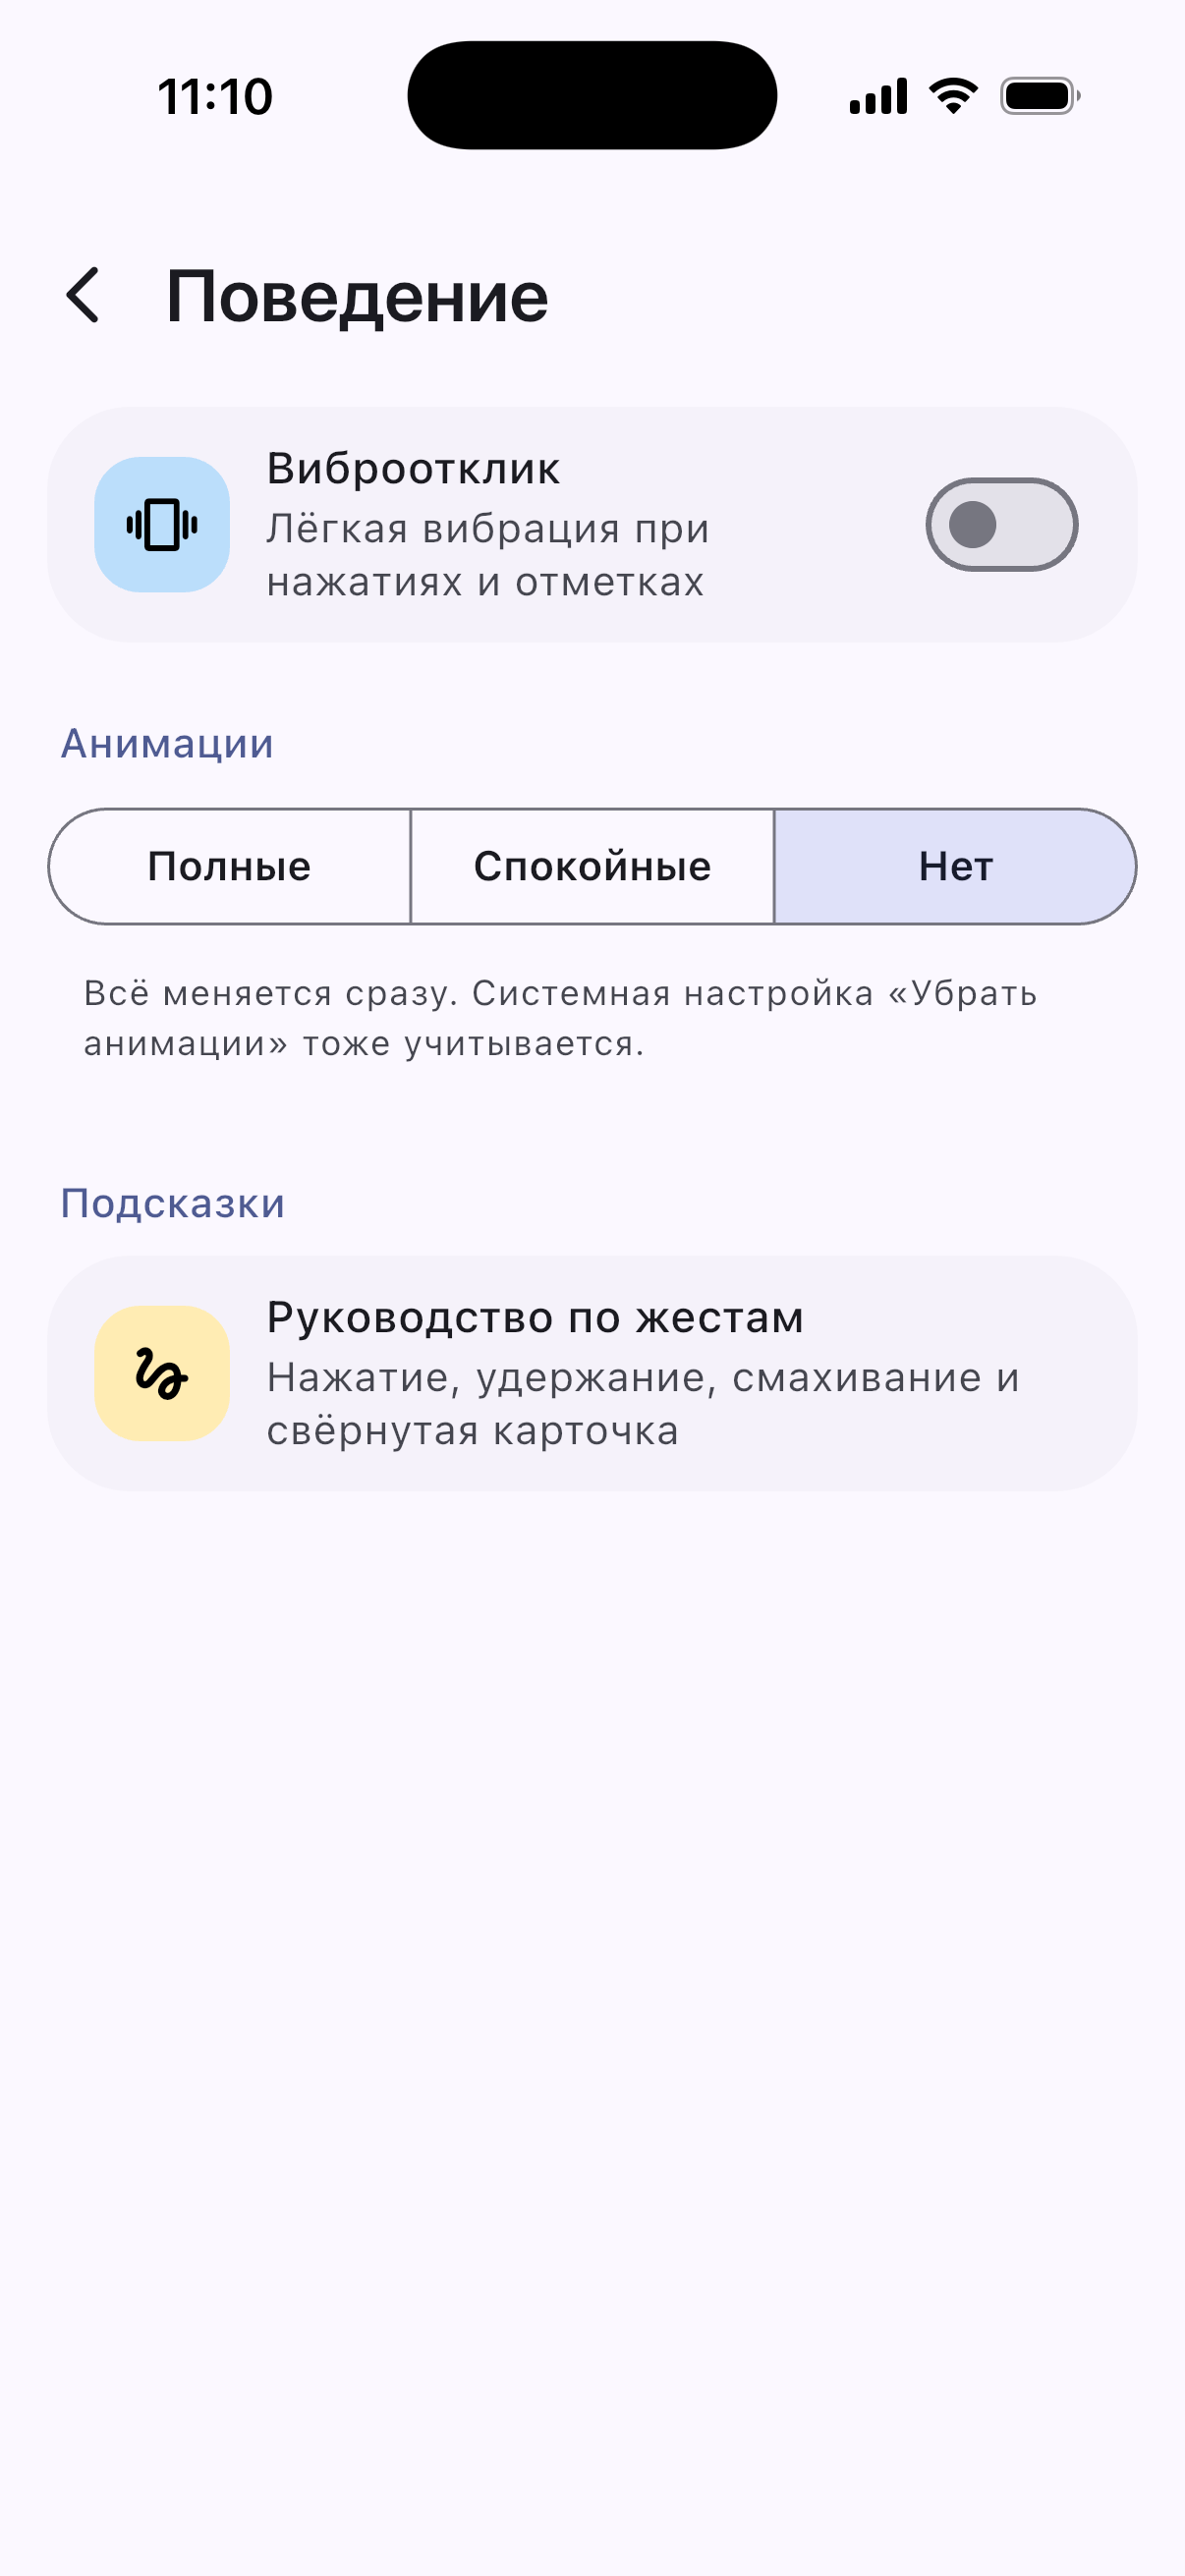 11:10
Поведение
Виброотклик
Лёгкая вибрация при
нажатиях и отметках
Анимации
Полные
Спокойные
Нет
Всё меняется сразу. Системная настройка «Убрать
анимации» тоже учитывается.
Подсказки
Руководство по жестам
Нажатие, удержание, смахивание и
свёрнутая карточка